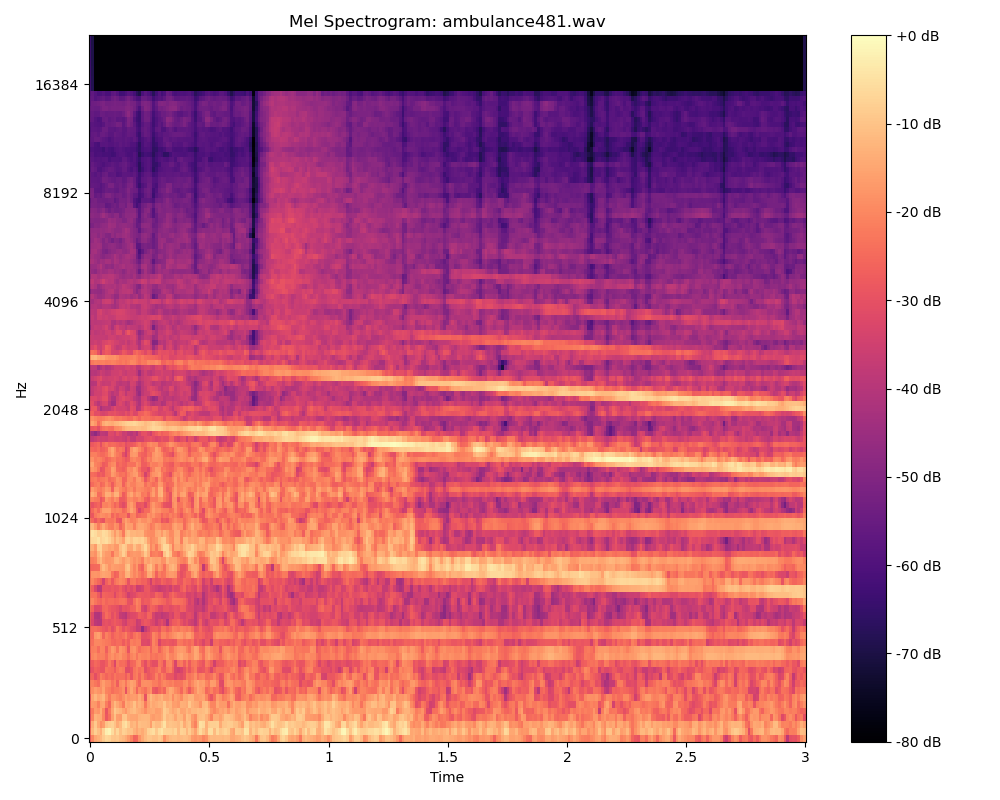 Mel Spectrogram: ambulance481.wav
+0 dB
16384
-10 dB
8192
-20 dB
4096
-30 dB
Hz
2048
-40 dB
1024
-50 dB
512
-60 dB
-70 dB
0
-80 dB
0 0.5 1 1.5 2 2.5 3
Time